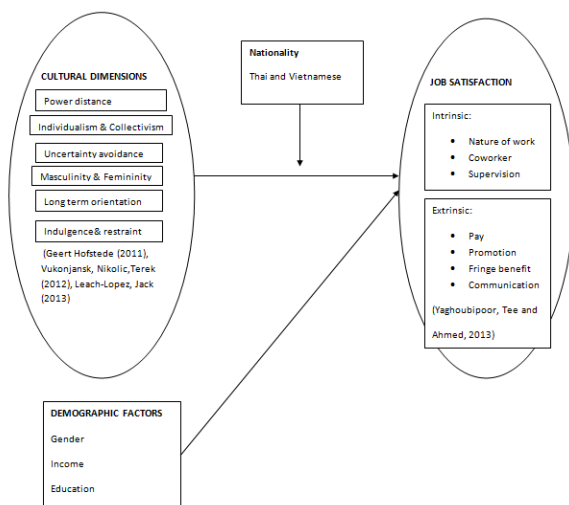 CULTURAL DIMENSIONS
Power distance
Individualism & Collectivism
Uncertainty avoidance
Masculinity & Femininity
Long term orientation
Indulgence& restraint
(Geert Hofstede (2011),
Vukonjansk, Nikolic,Terek
(2012), Leach-Lopez, Jack
(2013)
Nationality
Thai and Vietnamese
JOB SATISFACTION
Intrinsic:
• Nature of work
• Coworker
• Supervision
Extrinsic:
• Pay
• Promotion
• Fringe benefit
• Communication
(Yaghoubipoor, Tee and
Ahmed, 2013)
DEMOGRAPHIC FACTORS
Gender
Income
Education